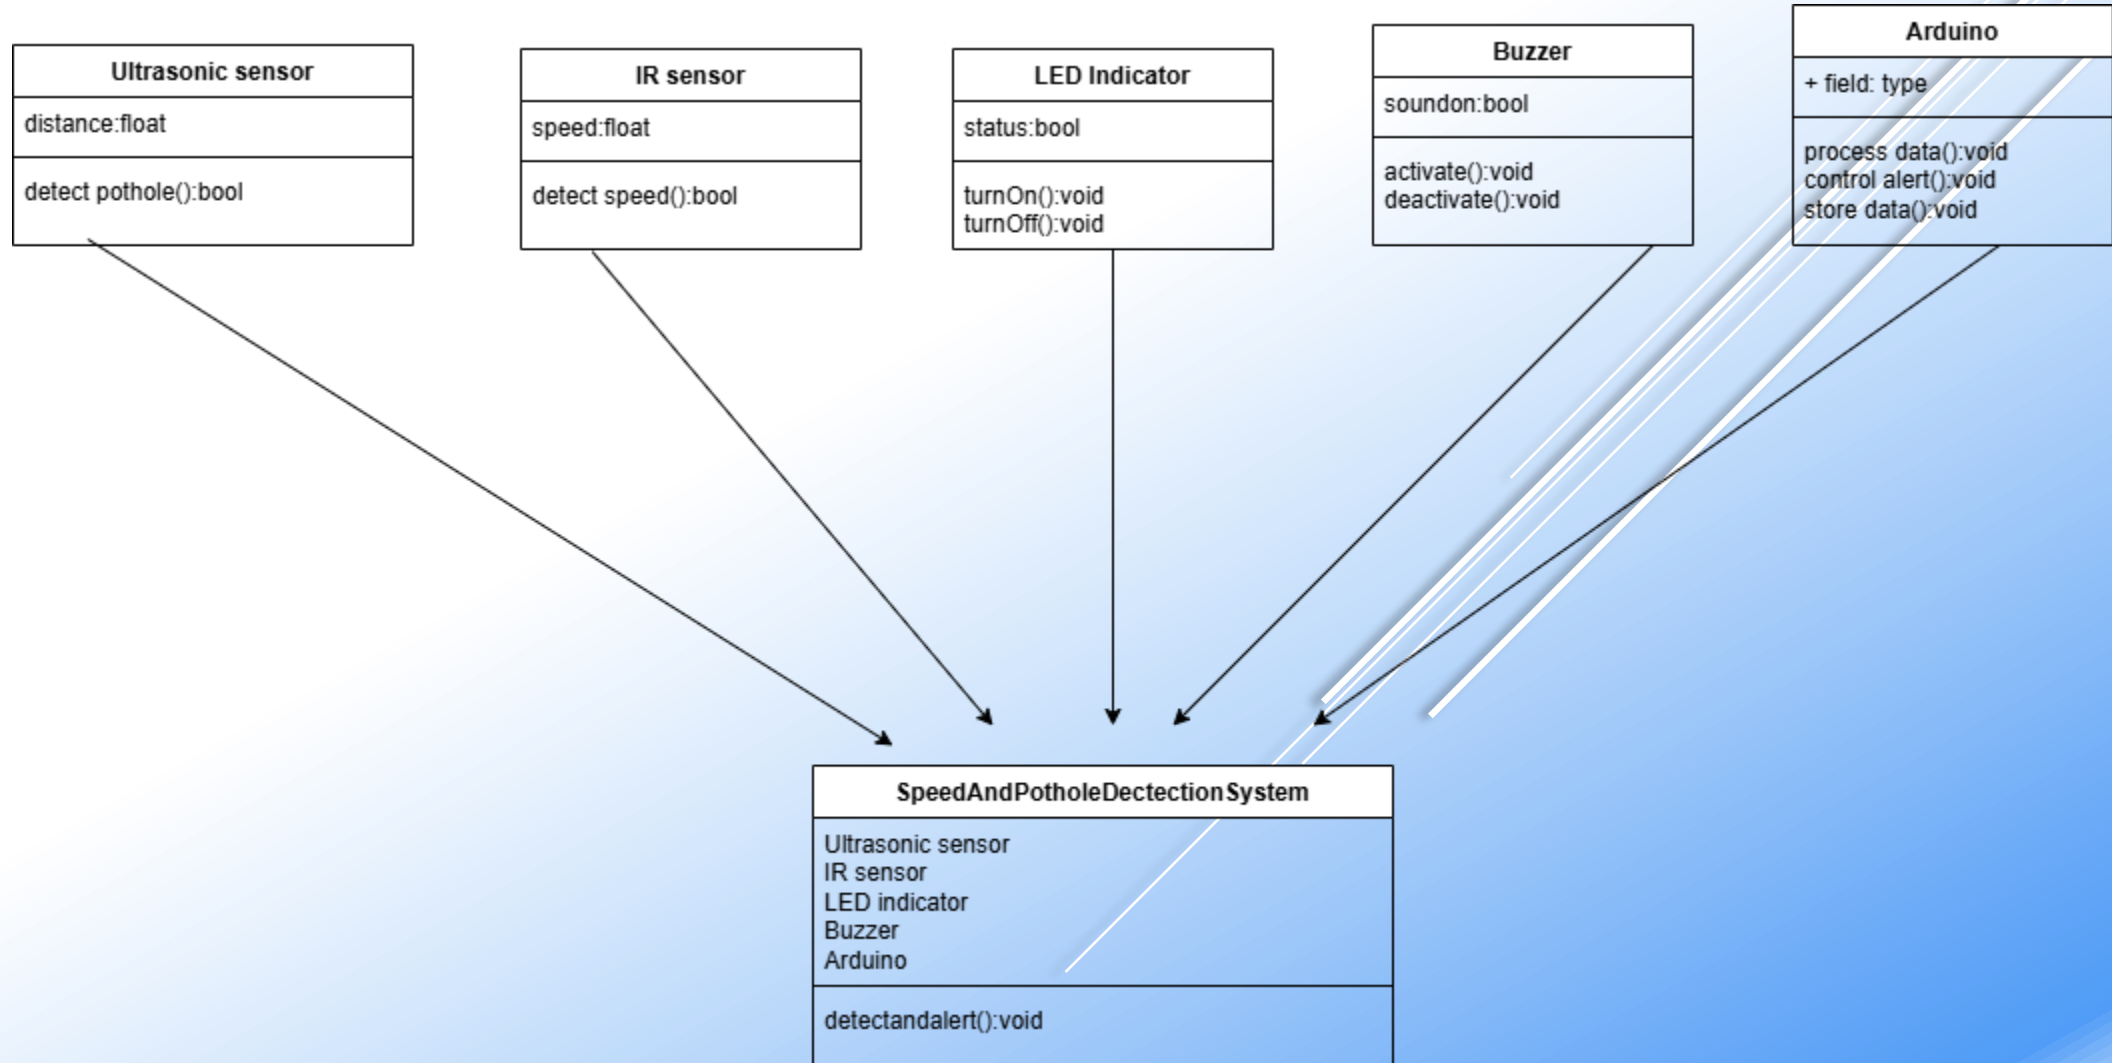 Ultrasonic sensor
distance:float
detect pothole():bool
IR sensor
speed:float
detect speed():bool
LED Indicator
status:bool
turnOn():void
turnOff():void
Buzzer
soundon:bool
activate():void
deactivate():void
Arduino
+ field: type
process data():void
control alert():void
store data():void
SpeedAndPotholeDectectionSystem
Ultrasonic sensor
IR sensor
LED indicator
Buzzer
Arduino
detectandalert():void